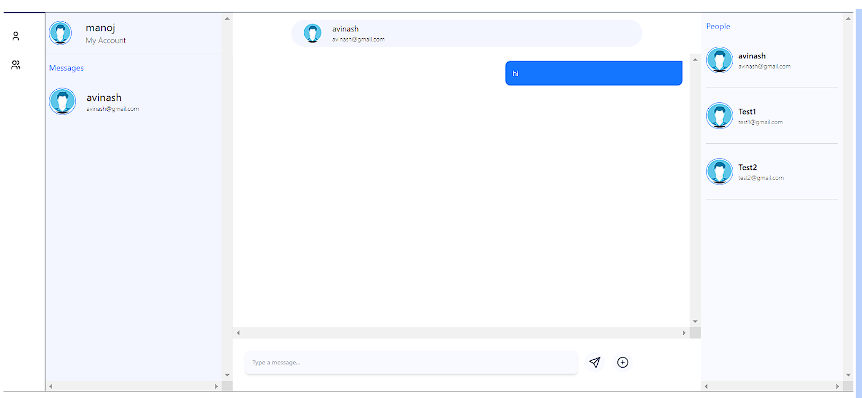 manoj
My Account
Messages
avinash
avinash@gmail.com
avinash
avinash@gmail.com
hi
Type a message...
People
avinash
avinash@gmail.com
Test1
test1@gmail.com
Test2
test2@gmail.com